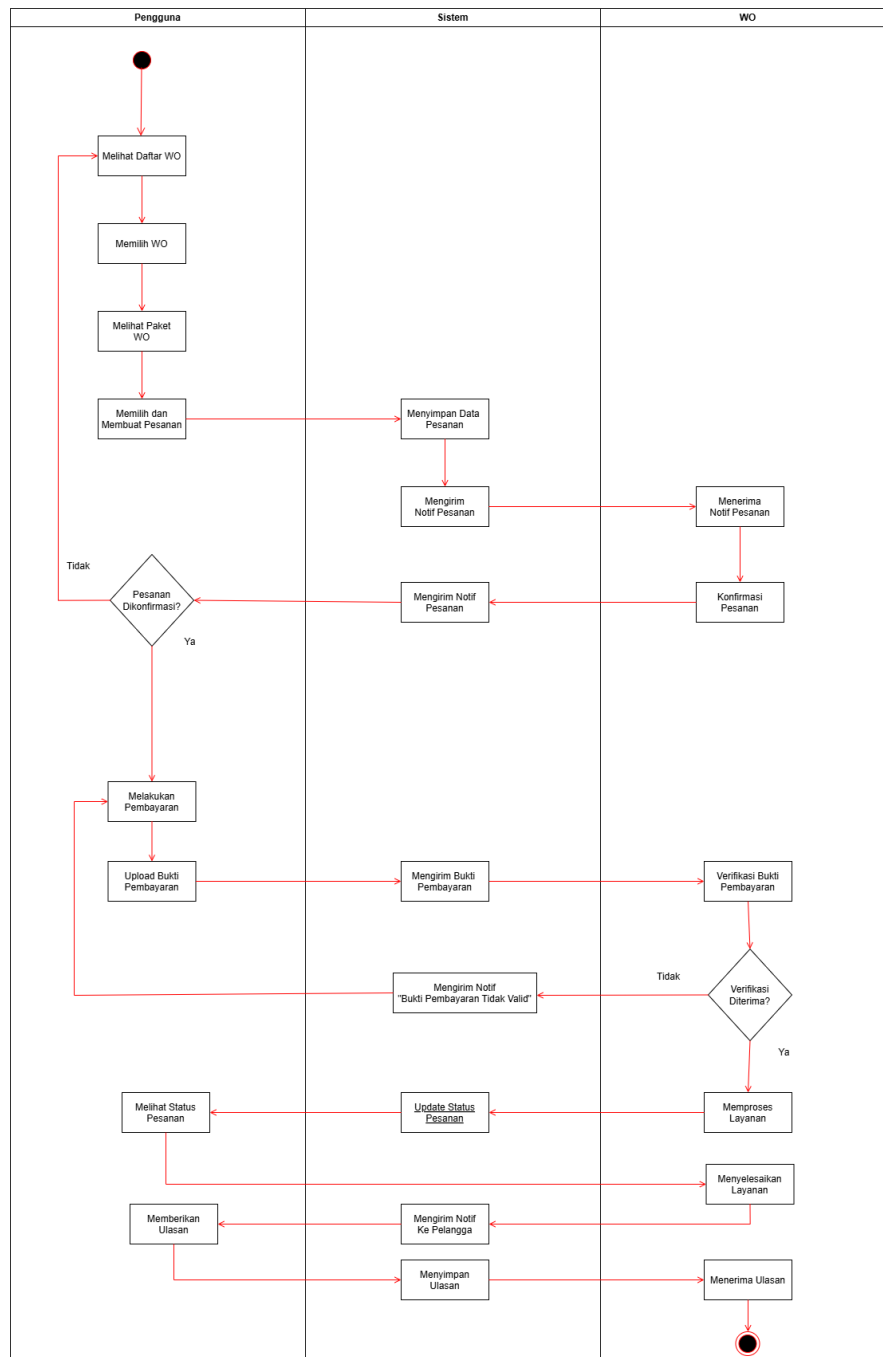 Pengguna
Sistem
WO
Melihat Daftar WO
Memilih WO
Melihat Paket
WO
Memilih dan
Membuat Pesanan
Menyimpan Data
Pesanan
Mengirim
Notif Pesanan
Menerima
Notif Pesanan
Konfirmasi
Pesanan
Mengirim Notif
Pesanan
Pesanan
Dikonfirmasi?
Tidak
Ya
Melakukan
Pembayaran
Upload Bukti
Pembayaran
Mengirim Bukti
Pembayaran
Verifikasi Bukti
Pembayaran
Verifikasi
Diterima?
Tidak
Mengirim Notif
"Bukti Pembayaran Tidak Valid"
Ya
Memproses
Layanan
Update Status
Pesanan
Melihat Status
Pesanan
Menyelesaikan
Layanan
Mengirim Notif
Ke Pelangga
Memberikan
Ulasan
Menyimpan
Ulasan
Menerima Ulasan